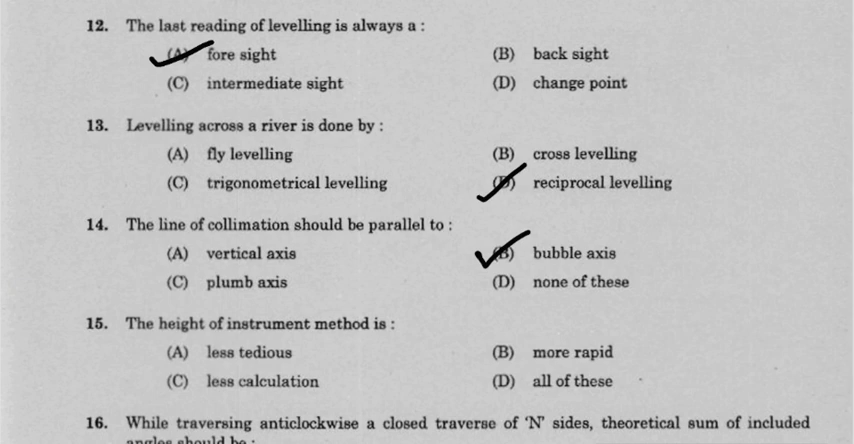 12. The last reading of levelling is always a :
(A) fore sight (B) back sight
(C) intermediate sight (D) change point
13. Levelling across a river is done by :
(A) fly levelling (B) cross levelling
(C) trigonometrical levelling (D) reciprocal levelling
14. The line of collimation should be parallel to :
(A) vertical axis (B) bubble axis
(C) plumb axis (D) none of these
15. The height of instrument method is :
(A) less tedious (B) more rapid
(C) less calculation (D) all of these
16. While traversing anticlockwise a closed traverse of 'N' sides, theoretical sum of included
angles should be :